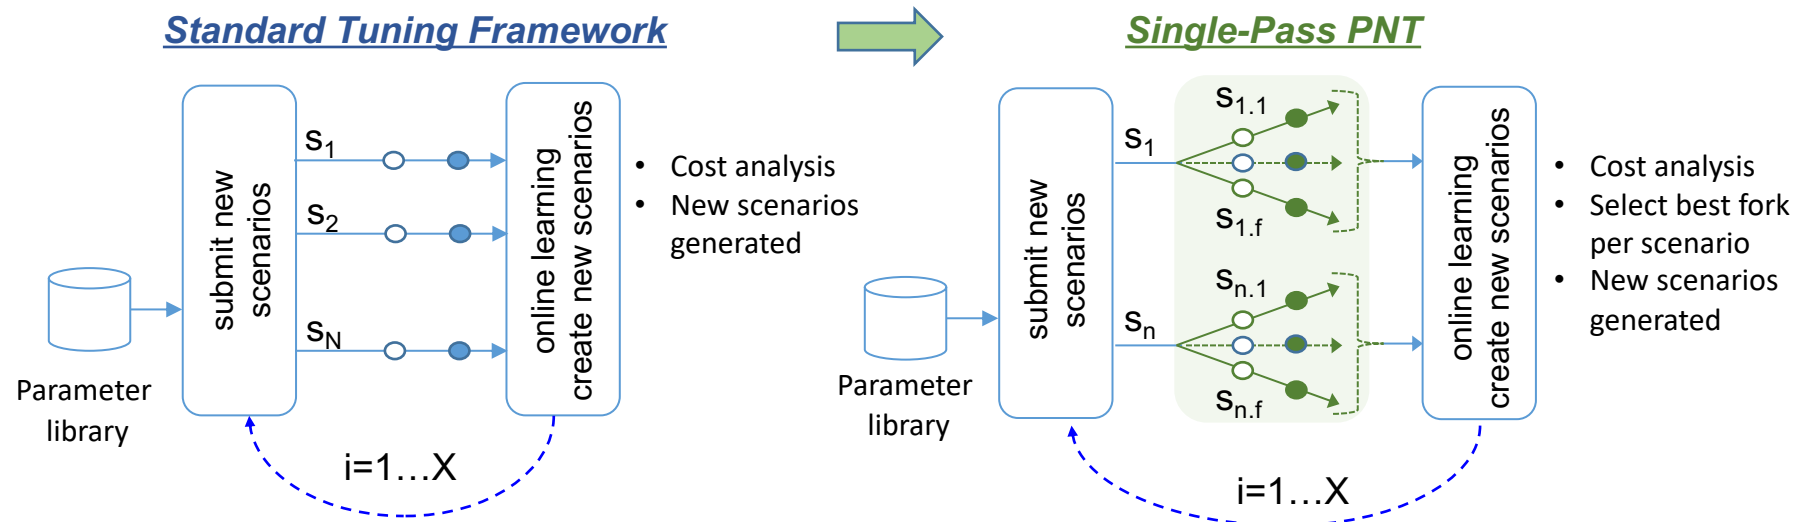 Standard Tuning Framework
submit new
scenarios
S1
S2
SN
online learning
create new scenarios
• Cost analysis
• New scenarios
generated
Parameter
library
i=1…X
Single-Pass PNT
submit new
scenarios
S1
S1.1
S1.f
Sn
Sn.1
Sn.f
online learning
create new scenarios
• Cost analysis
• Select best fork
per scenario
• New scenarios
generated
Parameter
library
i=1…X